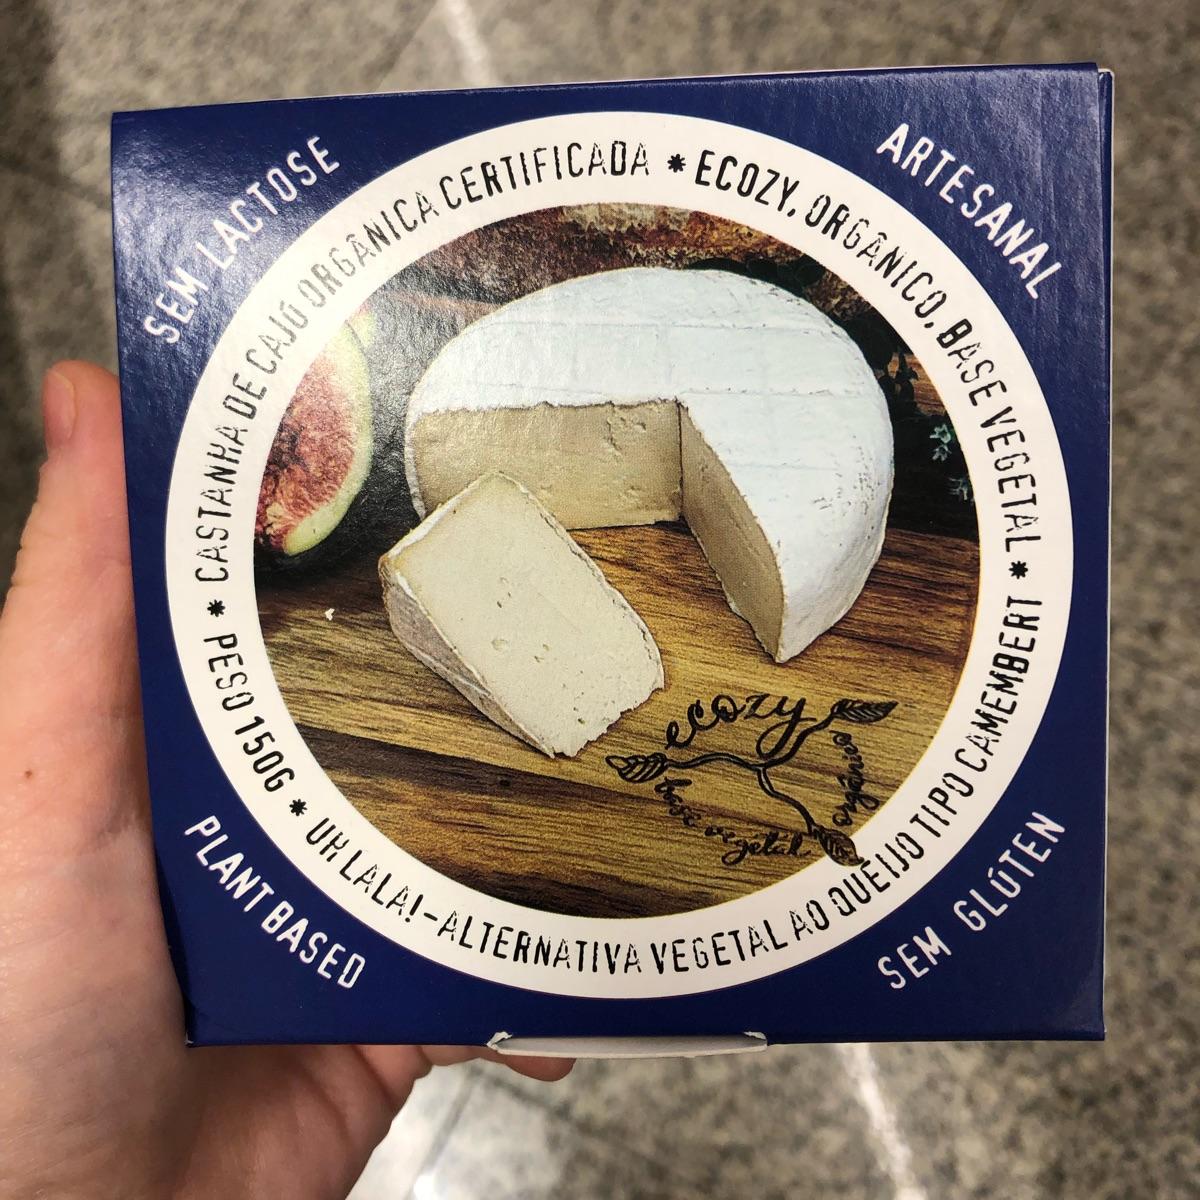 SEM LACTOSE
ARTESANAL
* CASTANHA DE CAJÚ ORGÂNICA CERTIFICADA * ECOZY. ORGÂNICO. BASE VEGETAL * 
UH LALA! - ALTERNATIVA VEGETAL AO QUEIJO TIPO CAMEMBERT
* PESO 150G *
ecozy
base vegetal
orgânico
PLANT BASED
SEM GLÚTEN